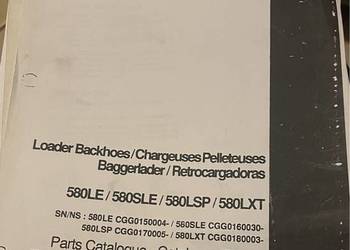 Loader Backhoes/Chargeuses Pelleteuses
Baggerlader/Retrocargadoras
580LE / 580SLE / 580LSP / 580LXT
SN/NS : 580LE CGG0150004- / 580SLE CGG0160030-
580LSP CGG0170005- / 580LXT CGG0180003-
Parts Catalogue